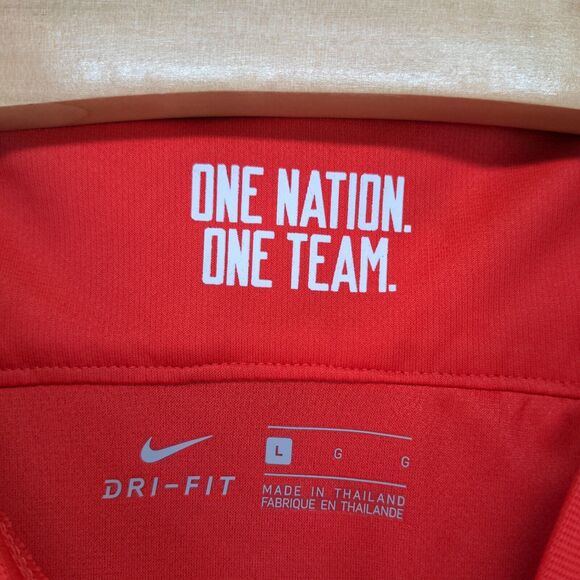 ONE NATION.
ONE TEAM.
DRI-FIT
L G G
MADE IN THAILAND
FABRIQUE EN THAILANDE